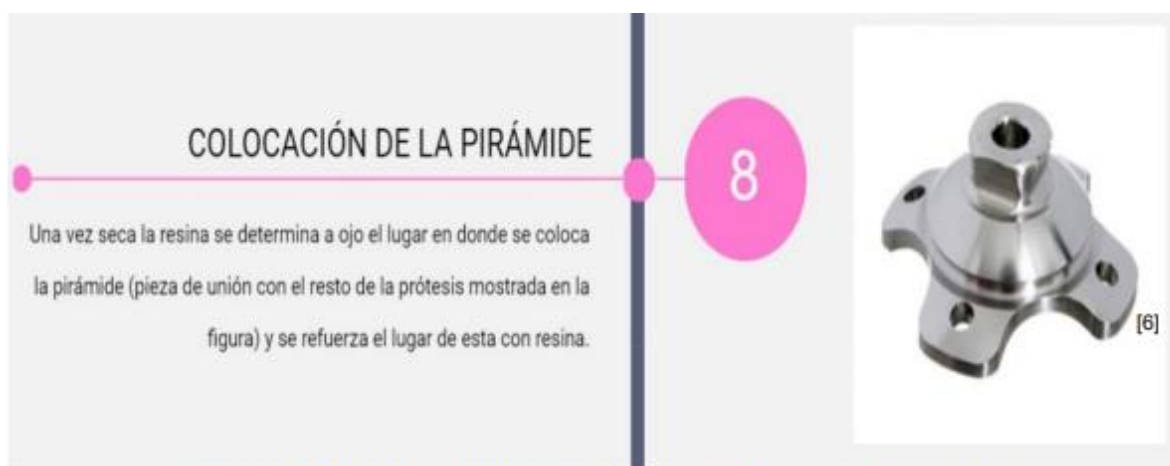 COLOCACIÓN DE LA PIRÁMIDE
8
Una vez seca la resina se determina a ojo el lugar en donde se coloca
la pirámide (pieza de unión con el resto de la prótesis mostrada en la
figura) y se refuerza el lugar de esta con resina.
[6]